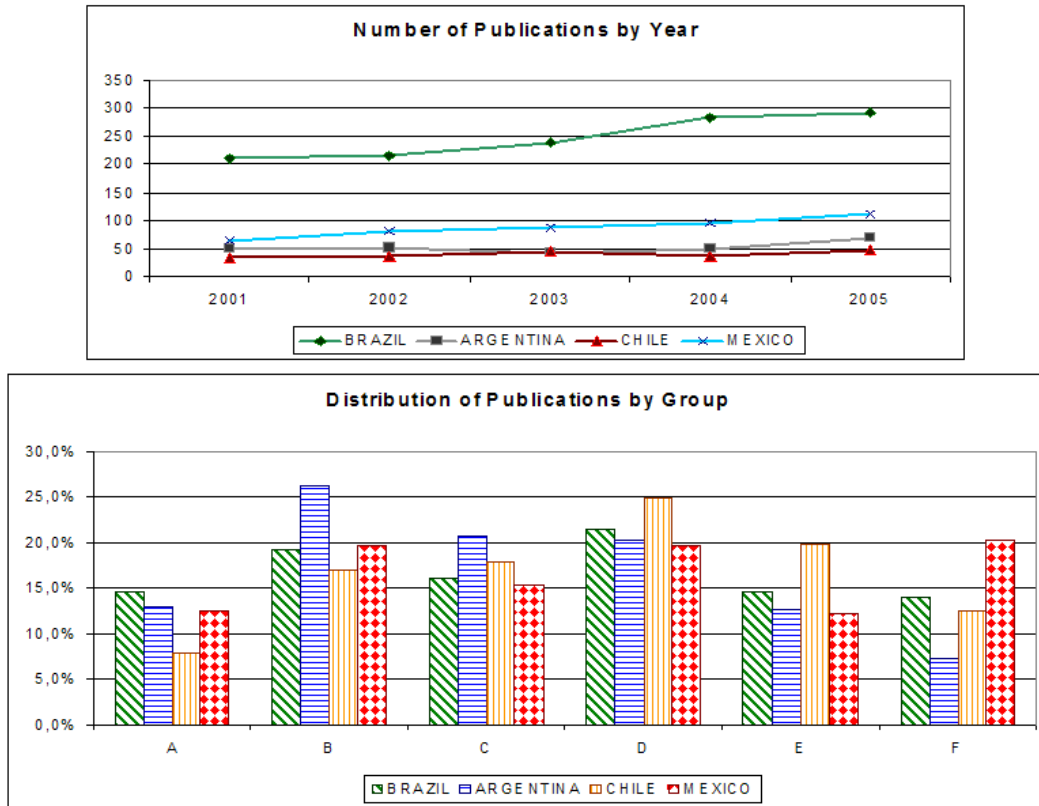 Number of Publications by Year
350
300
250
200
150
100
50
0
2001 2002 2003 2004 2005
BRAZIL ARGENTINA CHILE MEXICO
Distribution of Publications by Group
30,0%
25,0%
20,0%
15,0%
10,0%
5,0%
0,0%
A B C D E F
BRAZIL ARGENTINA CHILE MEXICO